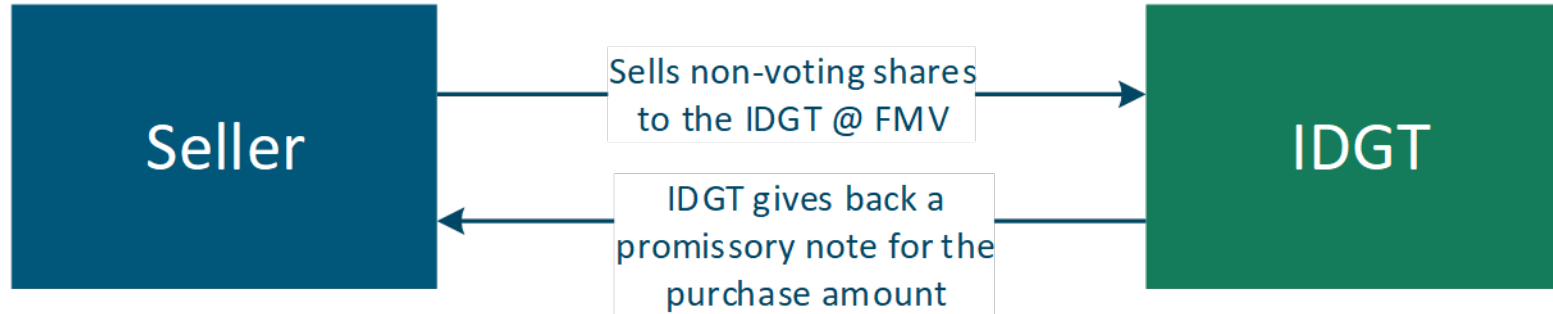 Seller
Sells non-voting shares
to the IDGT @ FMV
IDGT gives back a
promissory note for the
purchase amount
IDGT